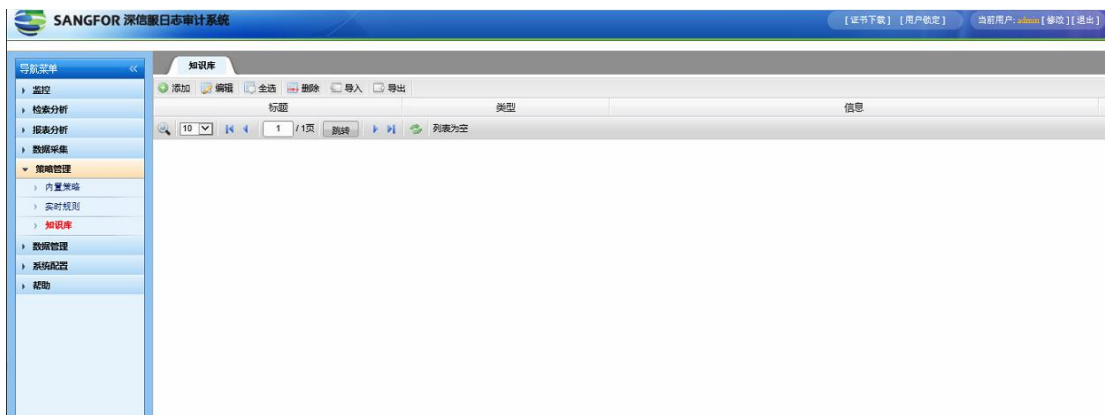 SANGFOR 深信服日志审计系统
[证书下载] [用户锁定] 当前用户:admin[修改][退出]
导航菜单 «
知识库
监控
检索分析
报表分析
数据采集
策略管理
内置策略
实时规则
知识库
数据管理
系统配置
帮助
添加 编辑 全选 删除 导入 导出
标题 类型 信息
10 1 /1页 跳转 列表为空